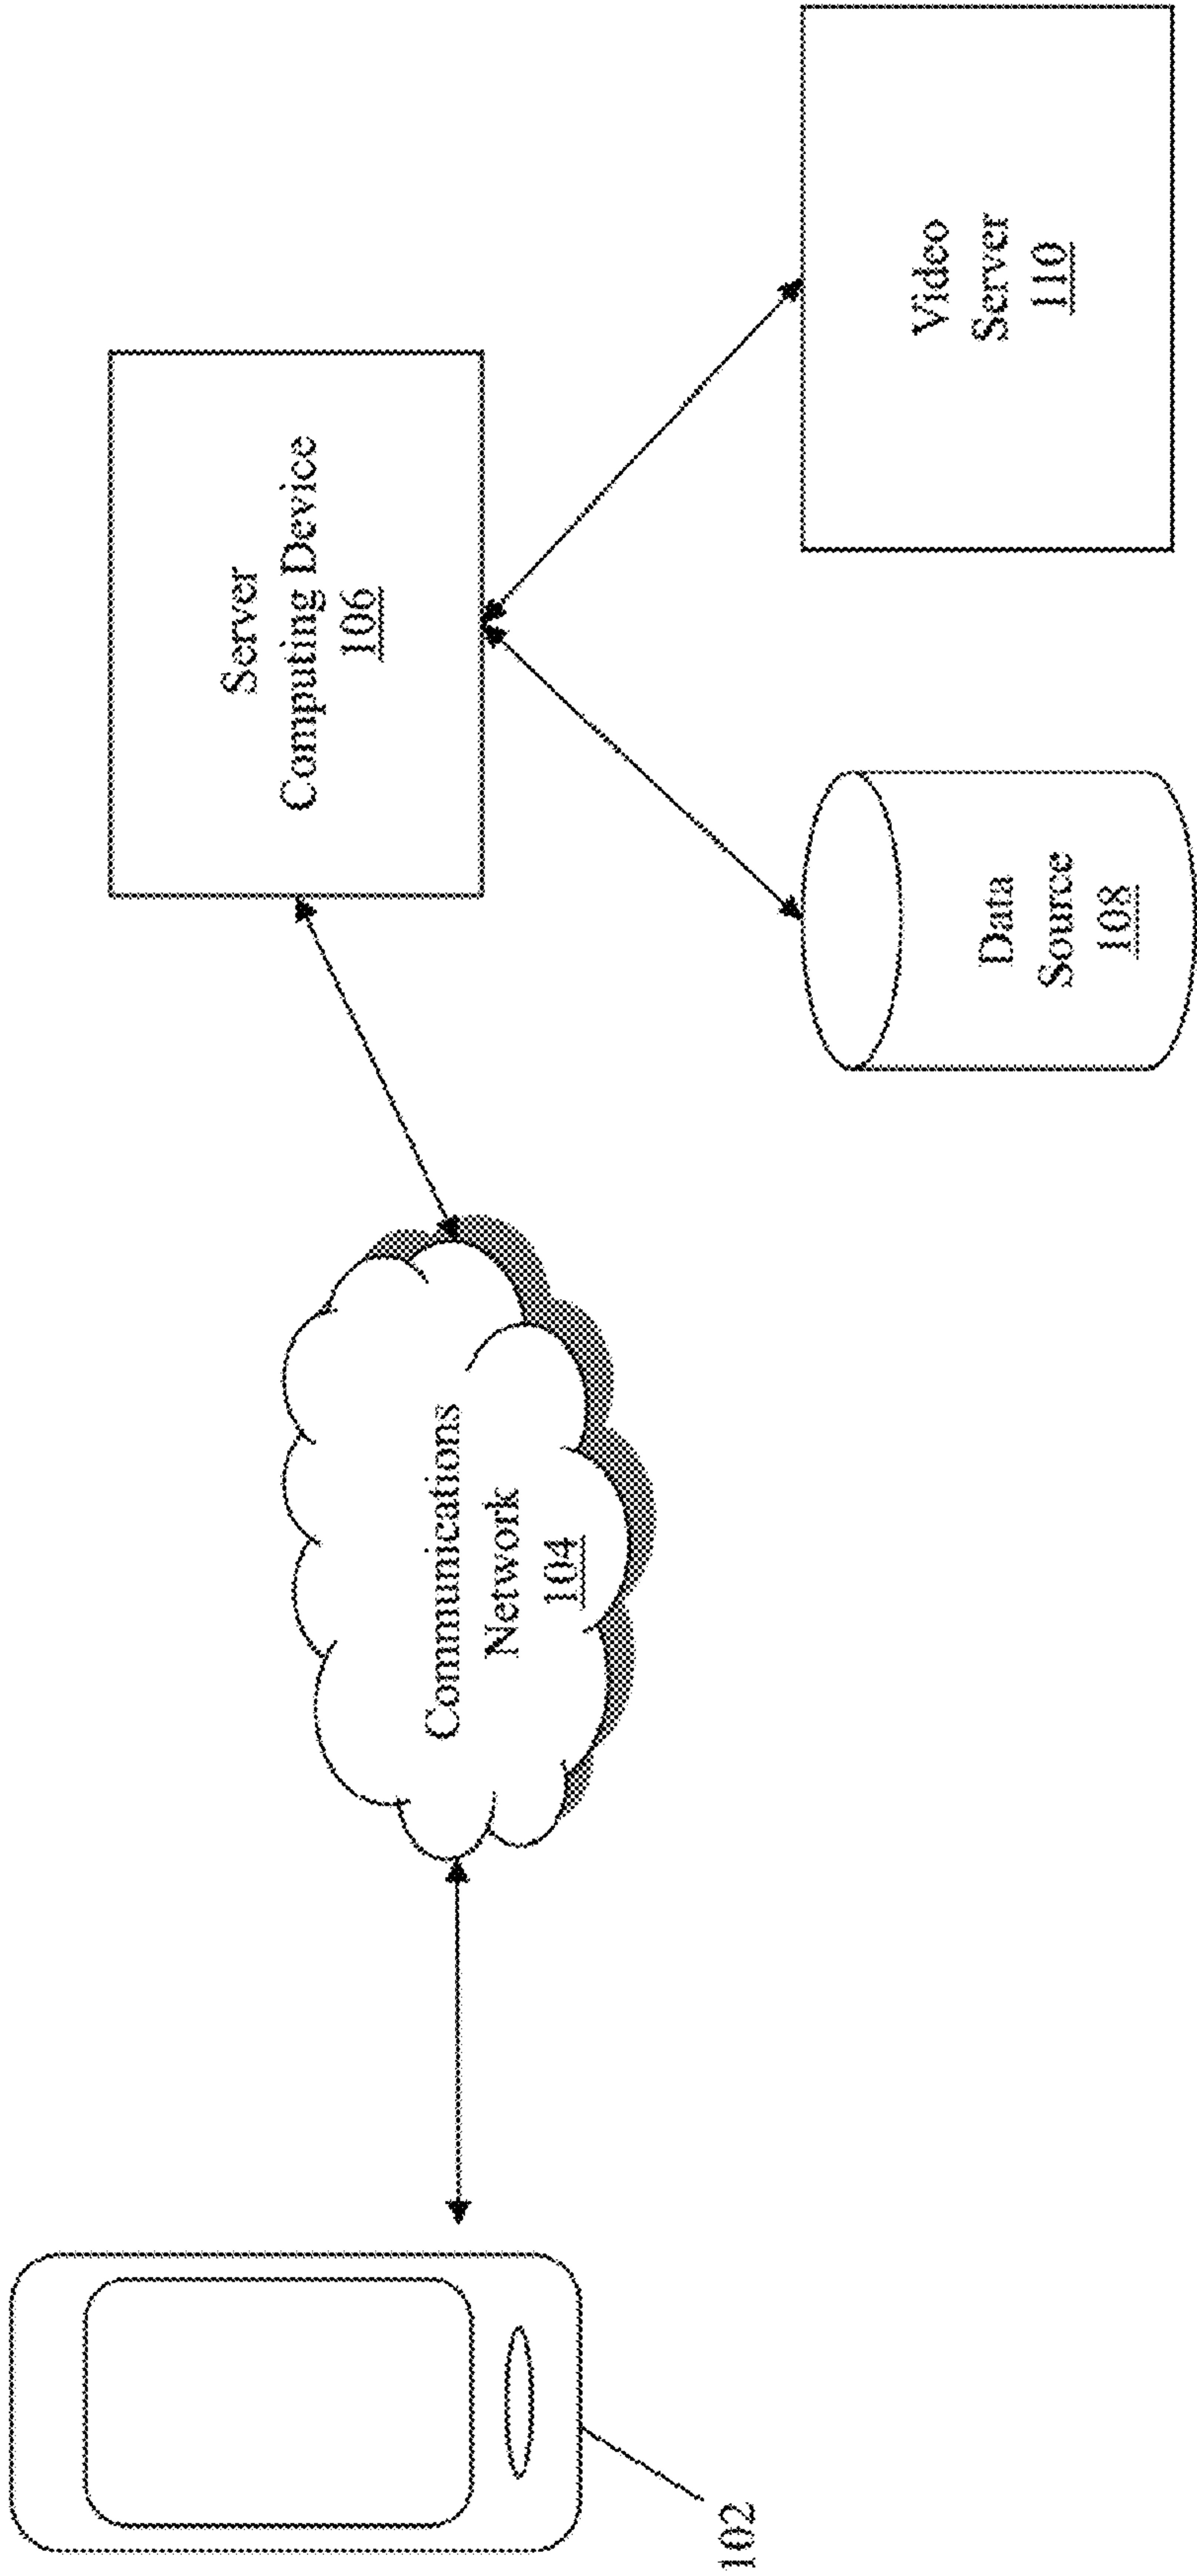 102
Communications
Network
104
Server
Computing Device
106
Data
Source
108
Video
Server
110